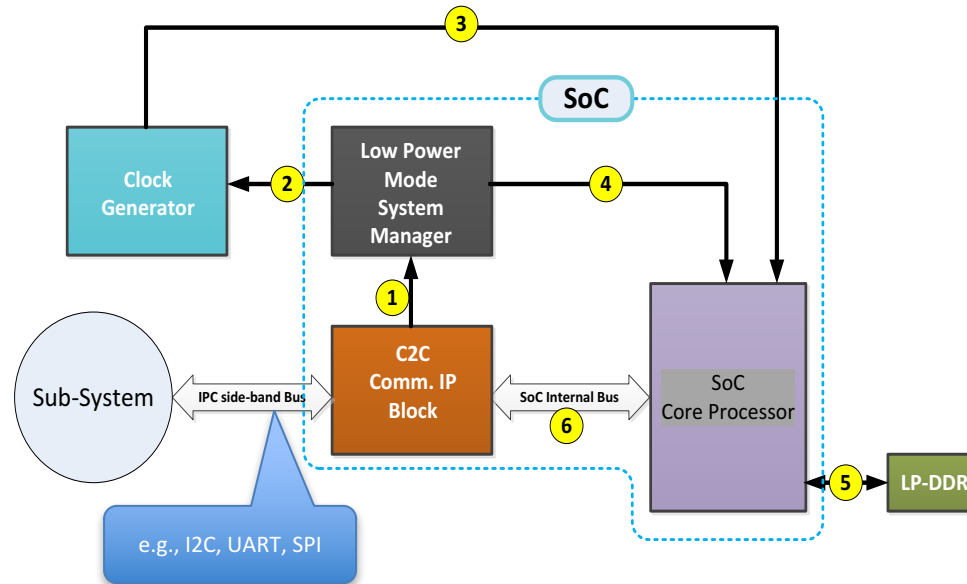 3
SoC
Clock
Generator
2
Low Power
Mode
System
Manager
4
1
Sub-System
IPC side-band Bus
C2C
Comm. IP
Block
SoC Internal Bus
6
SoC
Core Processor
5
LP-DDR
e.g., I2C, UART, SPI